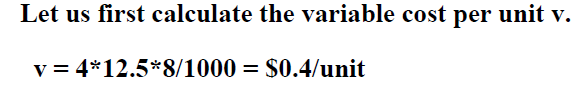 Let us first calculate the variable cost per unit v.
v = 4*12.5*8/1000 = $0.4/unit